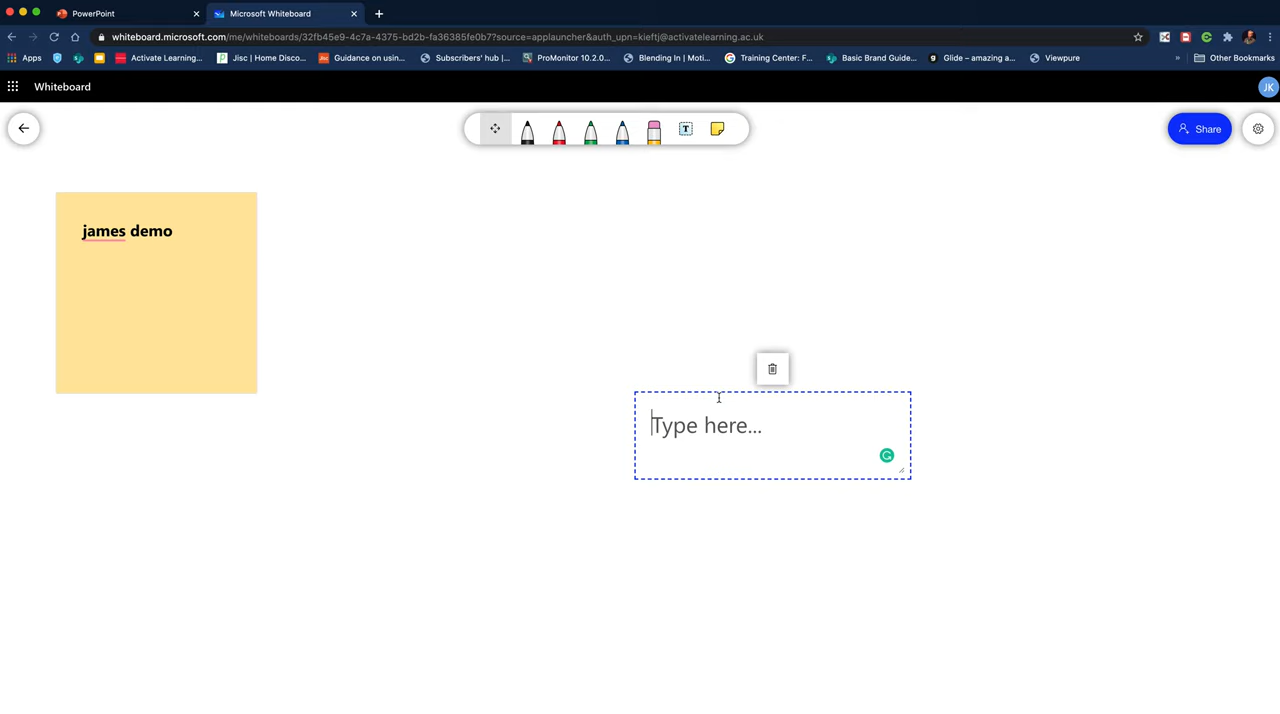 PowerPoint
Microsoft Whiteboard
whiteboard.microsoft.com/me/whiteboards/32fb45e9-4c7a-4375-bd2b-fa36385fe0b7?source=applauncher&auth_upn=kieftj@activatelearning.ac.uk
Apps
Activate Learning...
Jisc | Home Disco...
Guidance on usin...
Subscribers' hub |...
ProMonitor 10.2.0...
Blending In | Moti...
Training Center: F...
Basic Brand Guide...
Glide – amazing a...
Viewpure
»
Other Bookmarks
Whiteboard
JK
T
Share
james demo
Type here...